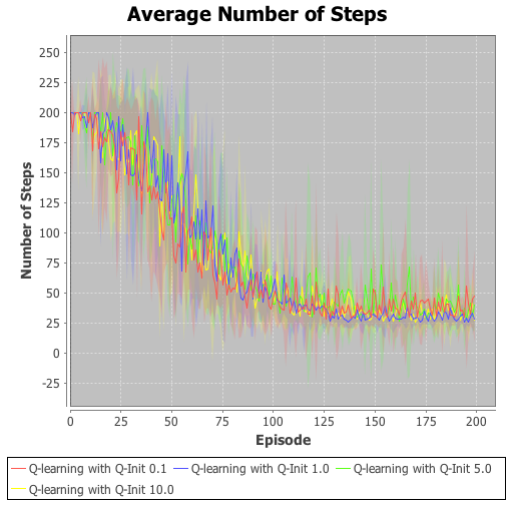 Average Number of Steps
Number of Steps
250
225
200
175
150
125
100
75
50
25
0
-25
0 25 50 75 100 125 150 175 200
Episode
Q-learning with Q-Init 0.1 Q-learning with Q-Init 1.0 Q-learning with Q-Init 5.0
Q-learning with Q-Init 10.0